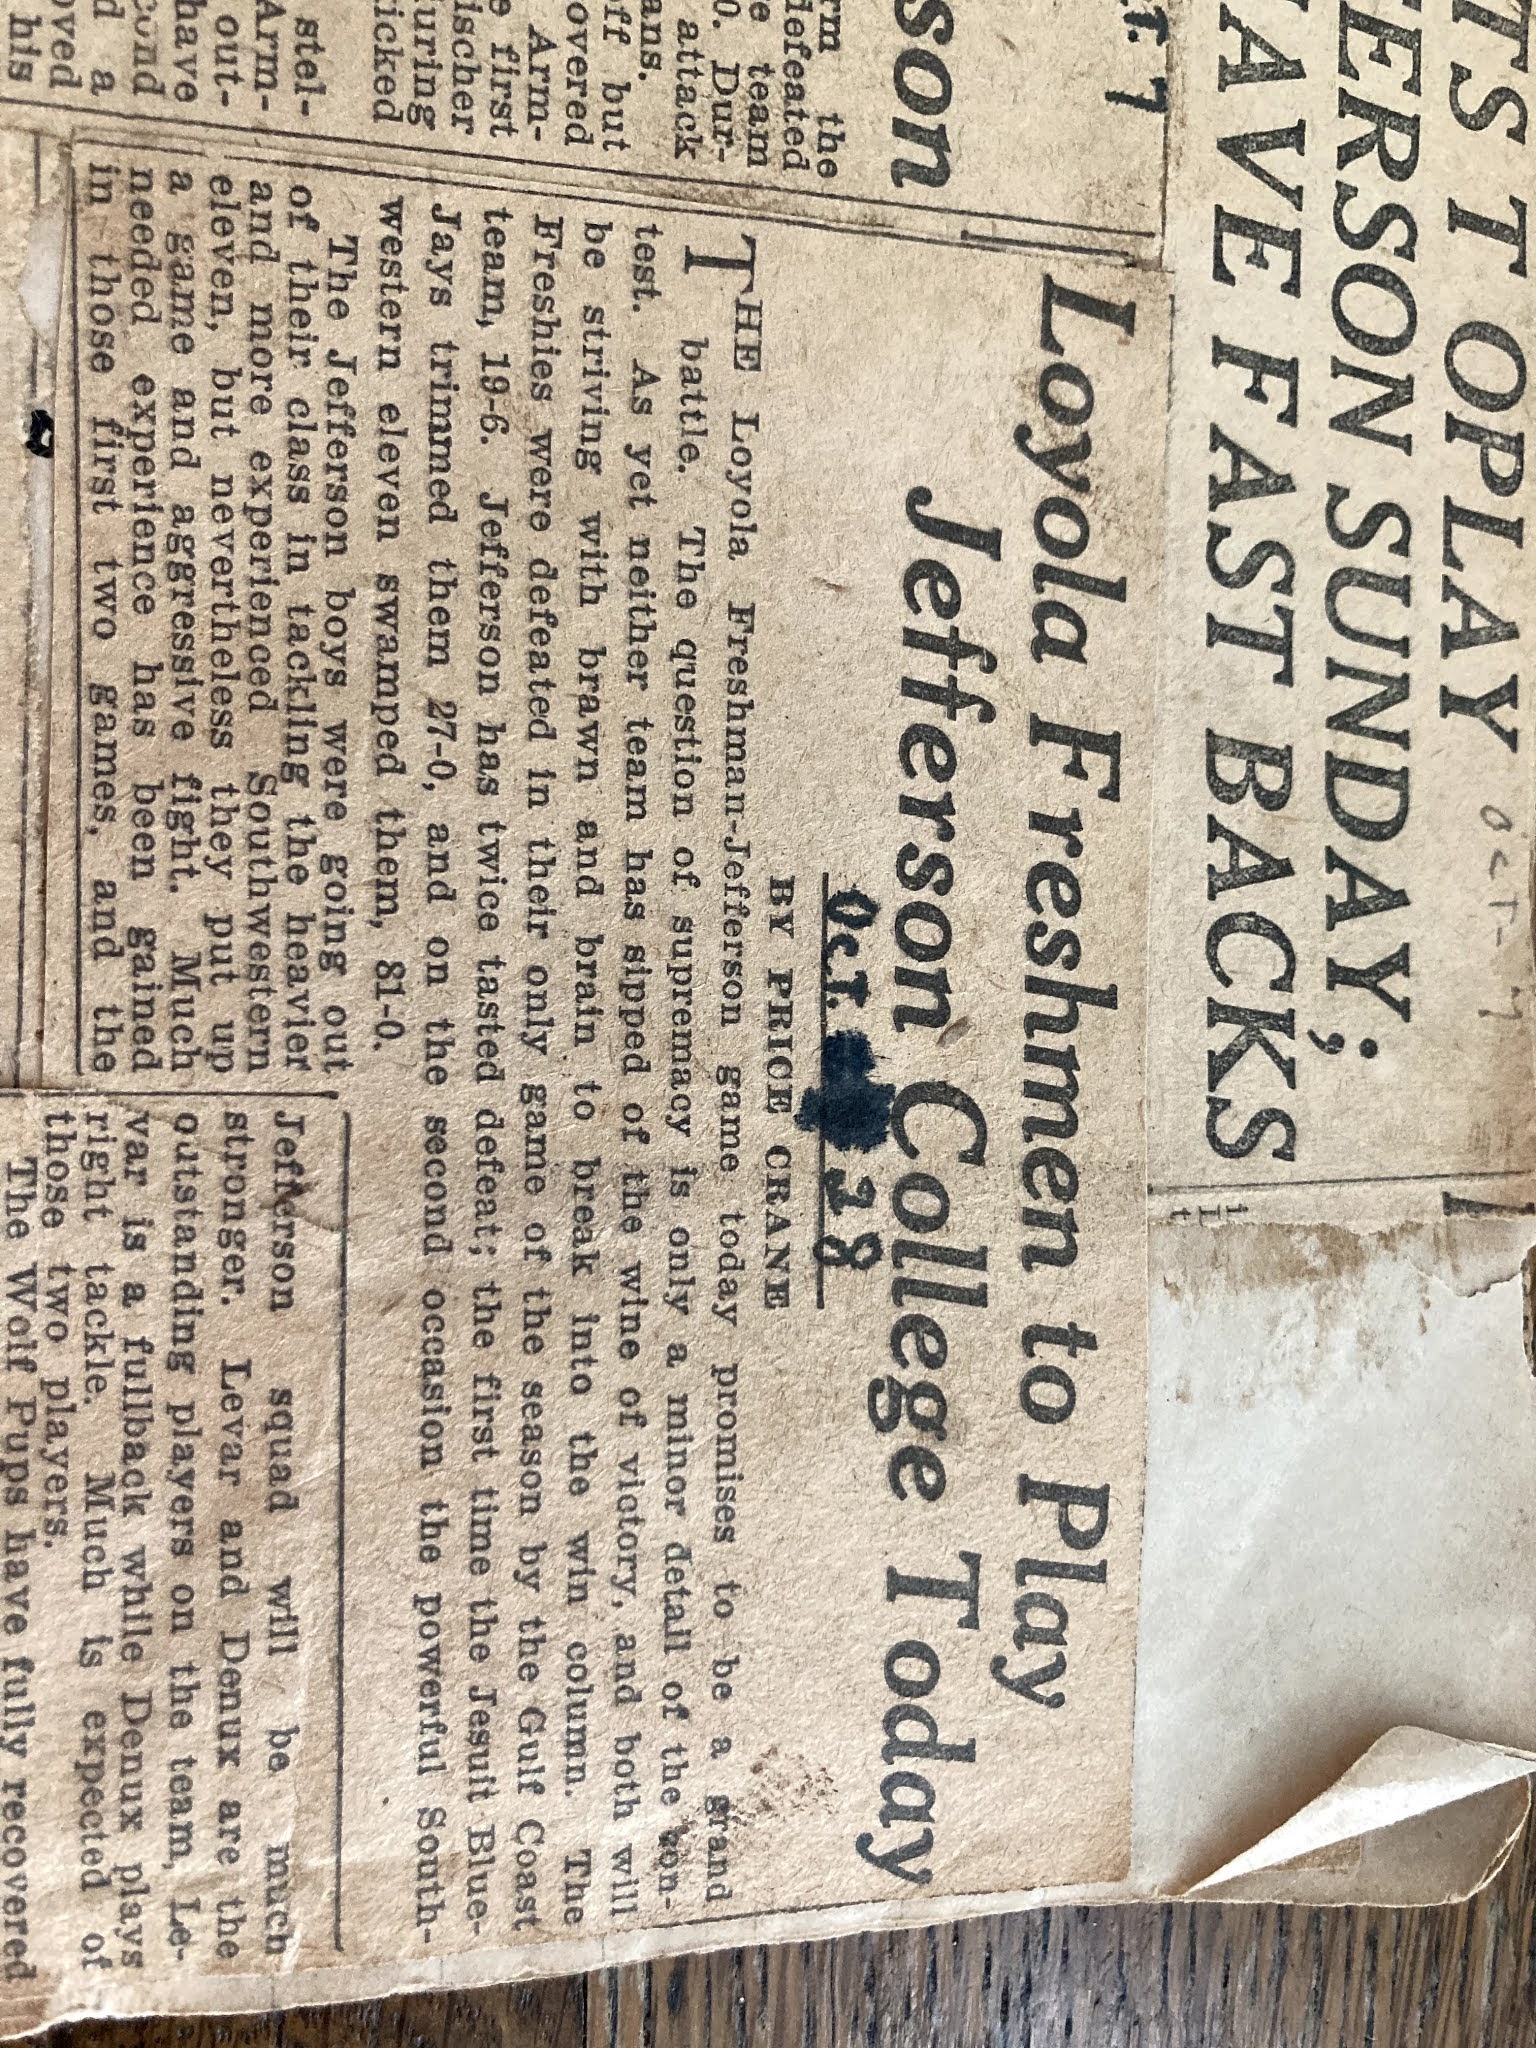 TS T OPLAY
ERSON SUNDAY;
AVE FAST BACKS
OCT-
T. 7
son
rm the
defeated
e team
0. Dur-
attack
ans.
off but
overed
Arm-
e first
ischer
uring
icked
stel-
Arm-
out-
have
cond
d a
oved
his
Loyola Freshmen to Play
Jefferson College Today
OCT. 28
BY PRICE CRANE
THE Loyola Freshman-Jefferson game today promises to be a grand
battle. The question of supremacy is only a minor detail of the con-
test. As yet neither team has sipped of the wine of victory, and both will
be striving with brawn and brain to break into the win column. The
Freshies were defeated in their only game of the season by the Gulf Coast
team, 19-6. Jefferson has twice tasted defeat; the first time the Jesuit Blue-
Jays trimmed them 27-0, and on the second occasion the powerful South-
western eleven swamped them, 81-0.
The Jefferson boys were going out
of their class in tackling the heavier
and more experienced Southwestern
eleven, but nevertheless they put up
a game and aggressive fight. Much
needed experience has been gained
in those first two games, and the
Jefferson squad will be much
stronger. Levar and Denux are the
outstanding players on the team, Le-
var is a fullback while Denux plays
right tackle. Much is expected of
those two players.
The Wolf Pups have fully recovered